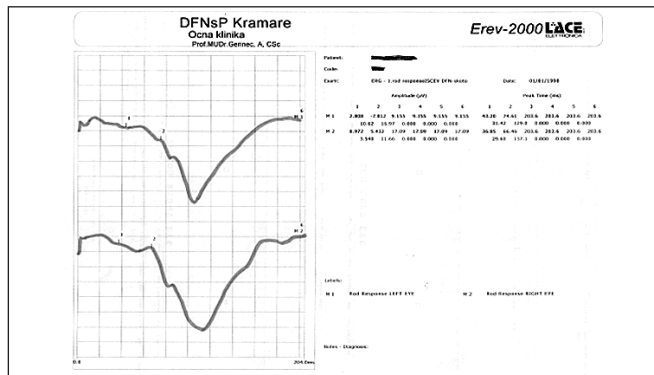 DFNsP Kramare
Ocna klinika
Prof.MUDr.Gerinec, A, CSc
Erev-2000 LACE
ELETTRONICA
Patient:
Code:
Exam: ERG - 1.rod response)SCEV DFN-skoto Date: 01/01/1998
Amplitude (µV) Peak Time (ms)
1 2 3 4 5 6 1 2 3 4 5 6
M 1 2.808 -7.812 9.155 9.155 9.155 9.155 43.20 74.61 203.6 203.6 203.6 203.6
10.62 16.97 0.000 0.000 0.000 31.42 129.0 0.000 0.000 0.000
M 2 8.972 5.432 17.09 17.09 17.09 17.09 36.85 66.46 203.6 203.6 203.6 203.6
3.540 11.66 0.000 0.000 0.000 29.60 137.1 0.000 0.000 0.000
1 2 6
M 1
1 2 6
M 2
Labels:
M 1 Rod Response LEFT EYE M 2 Rod Response RIGHT EYE
Notes - Diagnosis:
0.0 204.0ms